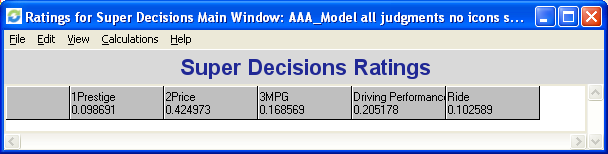 Ratings for Super Decisions Main Window: AAA_Model all judgments no icons s...
File Edit View Calculations Help
Super Decisions Ratings
1Prestige 2Price 3MPG Driving Performance Ride
0.098691 0.424973 0.168569 0.205178 0.102589